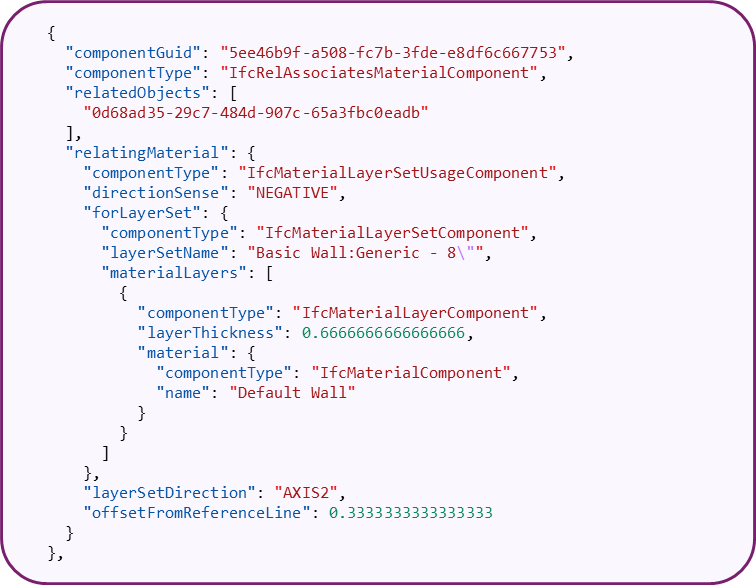 {
  "componentGuid": "5ee46b9f-a508-fc7b-3fde-e8df6c667753",
  "componentType": "IfcRelAssociatesMaterialComponent",
  "relatedObjects": [
    "0d68ad35-29c7-484d-907c-65a3fbc0eadb"
  ],
  "relatingMaterial": {
    "componentType": "IfcMaterialLayerSetUsageComponent",
    "directionSense": "NEGATIVE",
    "forLayerSet": {
      "componentType": "IfcMaterialLayerSetComponent",
      "layerSetName": "Basic Wall:Generic - 8\"",
      "materialLayers": [
        {
          "componentType": "IfcMaterialLayerComponent",
          "layerThickness": 0.6666666666666666,
          "material": {
            "componentType": "IfcMaterialComponent",
            "name": "Default Wall"
          }
        }
      ]
    },
    "layerSetDirection": "AXIS2",
    "offsetFromReferenceLine": 0.3333333333333333
  }
},